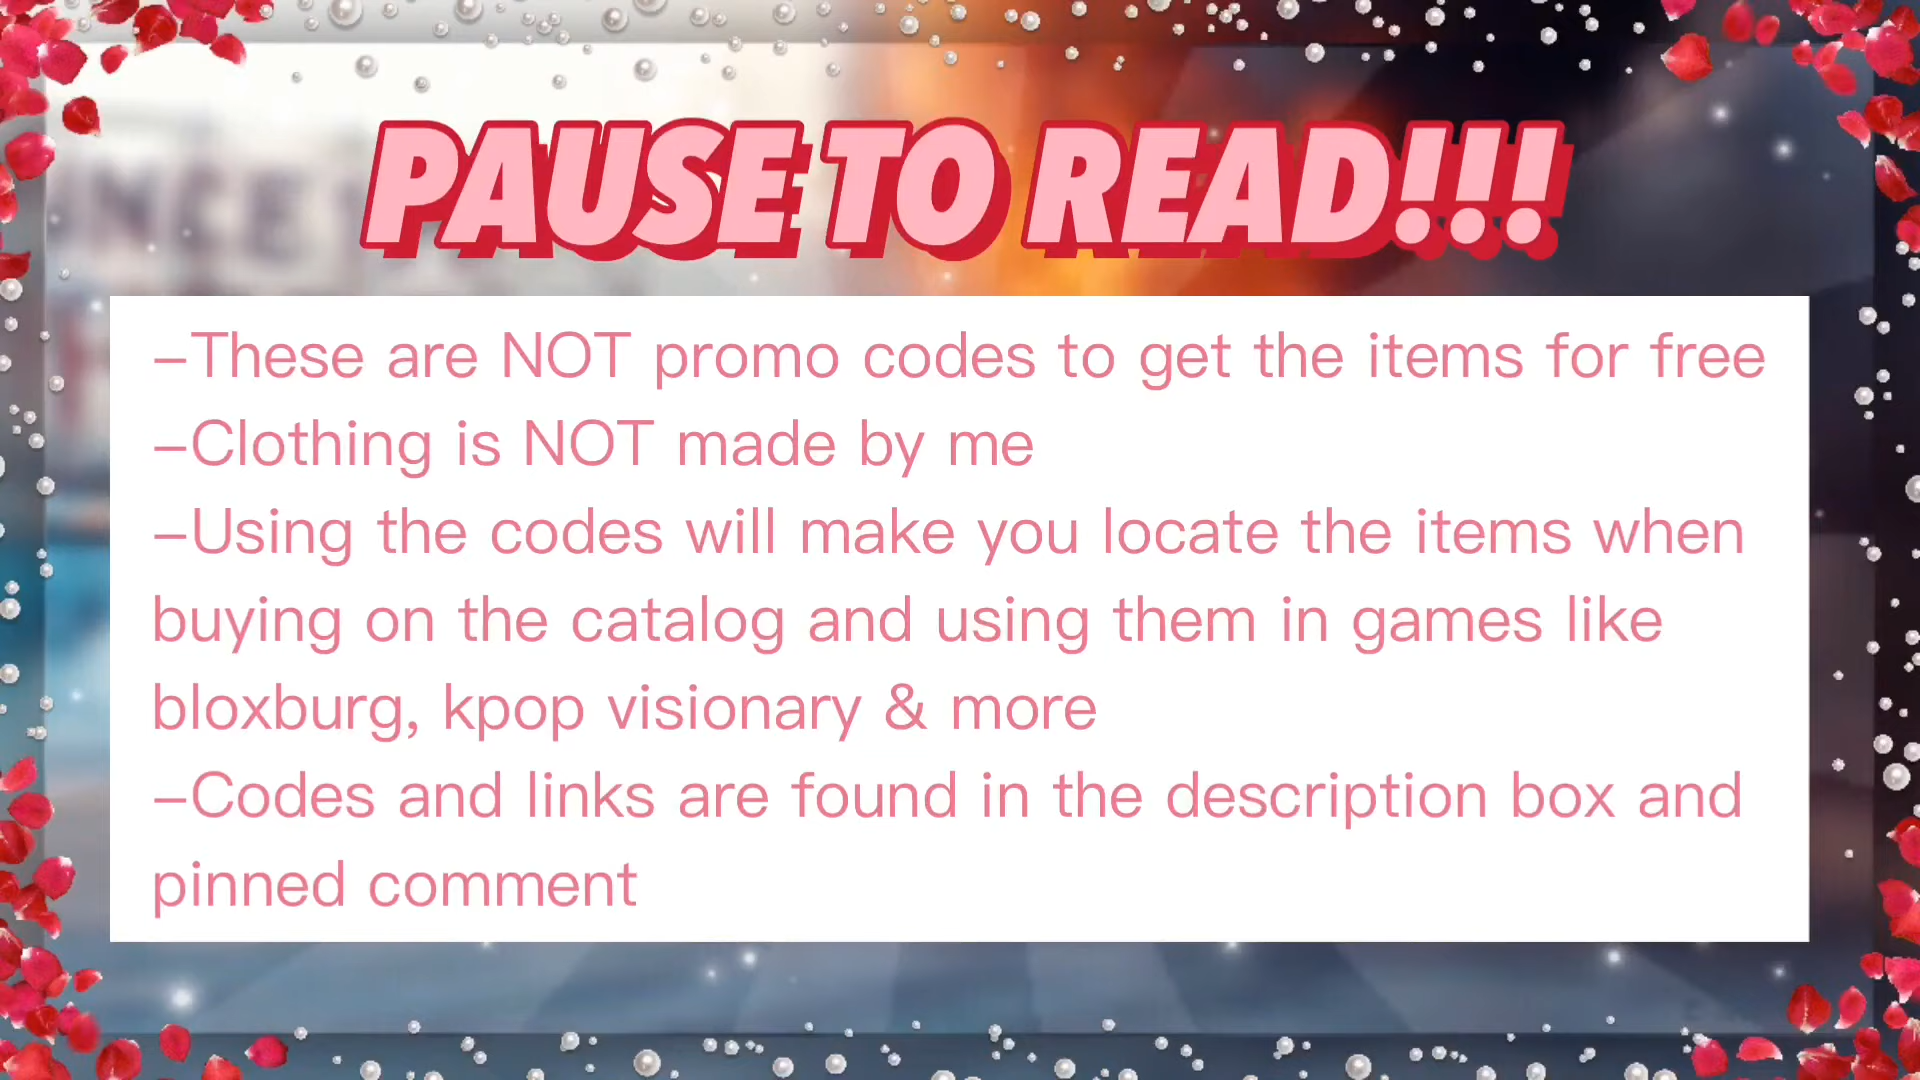 PAUSE TO READ!!!
–These are NOT promo codes to get the items for free
–Clothing is NOT made by me
–Using the codes will make you locate the items when
buying on the catalog and using them in games like
bloxburg, kpop visionary & more
–Codes and links are found in the description box and
pinned comment